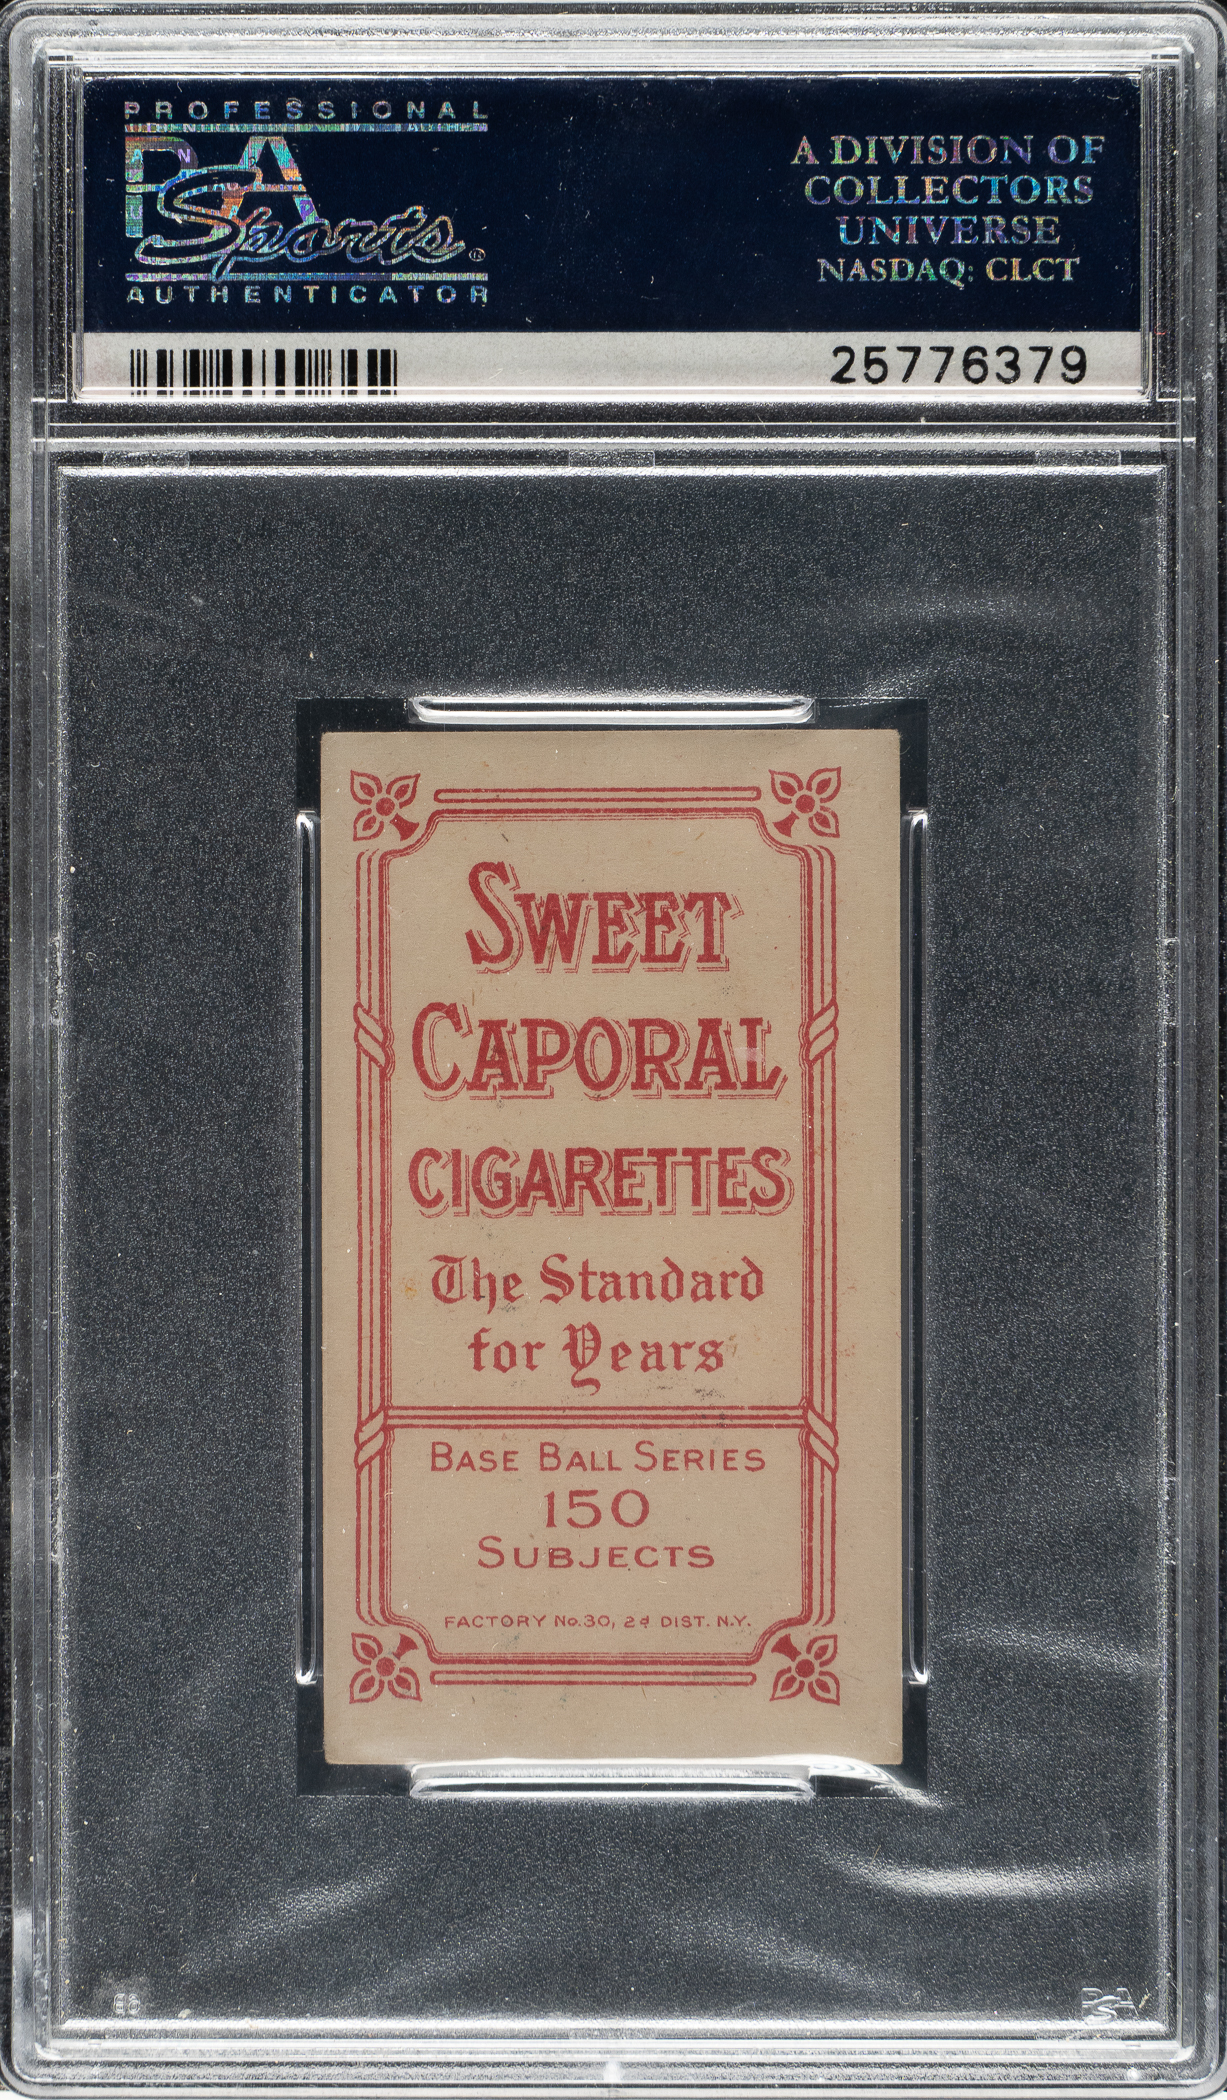 PROFESSIONAL
PSA
Sports®
AUTHENTICATOR
A DIVISION OF
COLLECTORS
UNIVERSE
NASDAQ: CLCT
25776379
SWEET
CAPORAL
CIGARETTES
The Standard
for Years
BASE BALL SERIES
150
SUBJECTS
FACTORY No.30, 2d DIST. N.Y.
PSA